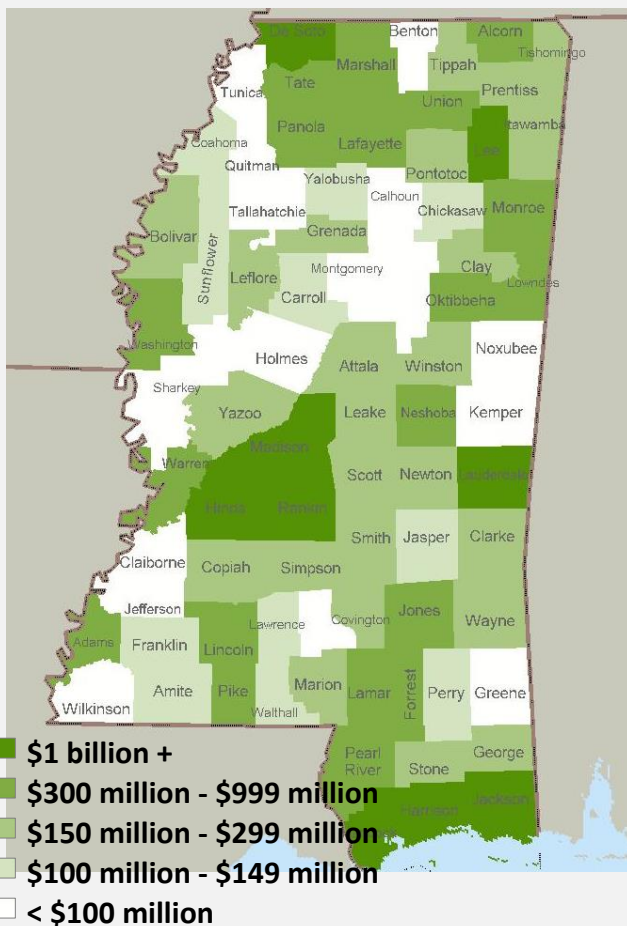 De Soto
Benton
Alcorn
Marshall
Tippah
Tishomingo
Tunica
Tate
Prentiss
Union
Panola
Itawamba
Coahoma
Lafayette
Lee
Quitman
Pontotoc
Yalobusha
Calhoun
Tallahatchie
Chickasaw
Monroe
Bolivar
Sunflower
Grenada
Leflore
Montgomery
Clay
Carroll
Lowndes
Oktibbeha
Washington
Holmes
Noxubee
Attala
Winston
Sharkey
Yazoo
Leake
Neshoba
Kemper
Madison
Warren
Scott
Newton
Lauderdale
Hinds
Rankin
Smith
Jasper
Clarke
Claiborne
Copiah
Simpson
Jefferson
Lawrence
Covington
Jones
Wayne
Adams
Franklin
Lincoln
Wilkinson
Amite
Pike
Walthall
Marion
Lamar
Forrest
Perry
Greene
Pearl
River
Stone
George
Harrison
Jackson
$1 billion +
$300 million - $999 million
$150 million - $299 million
$100 million - $149 million
< $100 million